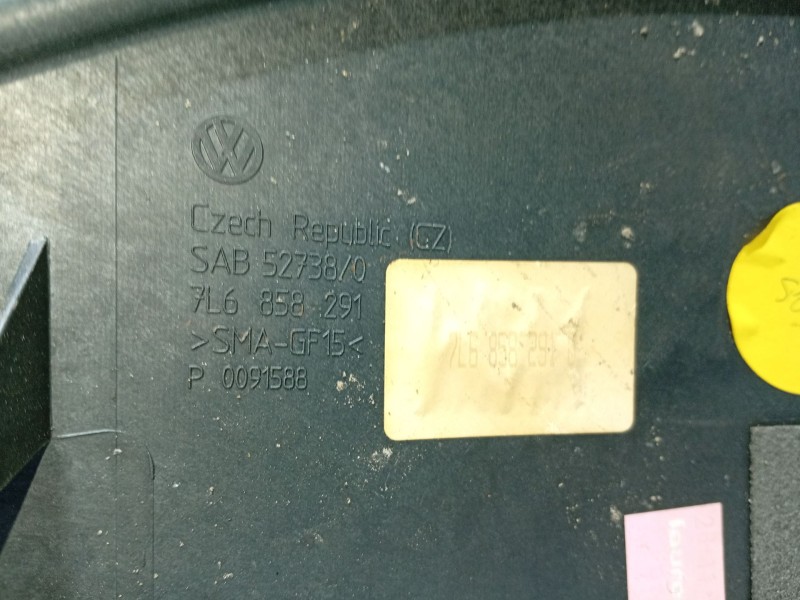 Czech Republic (CZ)
SAB 52738/0
7L6 858 291
>SMA-GF15<
P 0091588
7L6 858 291